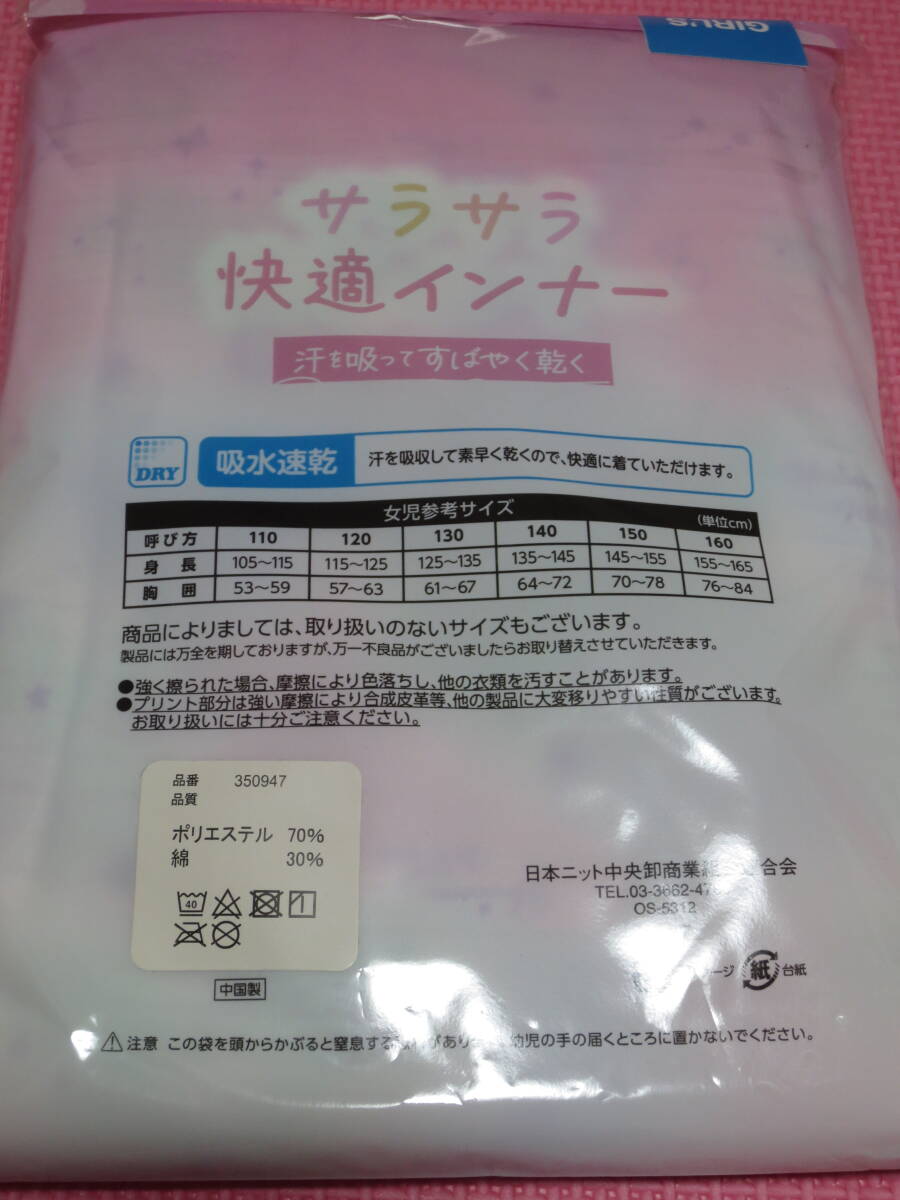 GIRL'S
サラサラ
快適インナー
汗を吸ってすばやく乾く
DRY
吸水速乾 汗を吸収して素早く乾くので、快適に着ていただけます。
女児参考サイズ (単位cm)
呼び方 110 120 130 140 150 160
身長 105〜115 115〜125 125〜135 135〜145 145〜155 155〜165
胸囲 53〜59 57〜63 61〜67 64〜72 70〜78 76〜84
商品によりましては、取り扱いのないサイズもございます。
製品には万全を期しておりますが、万一不良品がございましたらお取り替えさせていただきます。
●強く擦られた場合、摩擦により色落ちし、他の衣類を汚すことがあります。
●プリント部分は強い摩擦により合成皮革等、他の製品に大変移りやすい性質がございます。
お取り扱いには十分ご注意ください。
品番 350947
品質
ポリエステル 70%
綿 30%
40
中国製
日本ニット中央卸商業組 合会
TEL.03-3662-47
OS-5312
ージ 紙 台紙
注意 この袋を頭からかぶると窒息する があり 幼児の手の届くところに置かないでください。